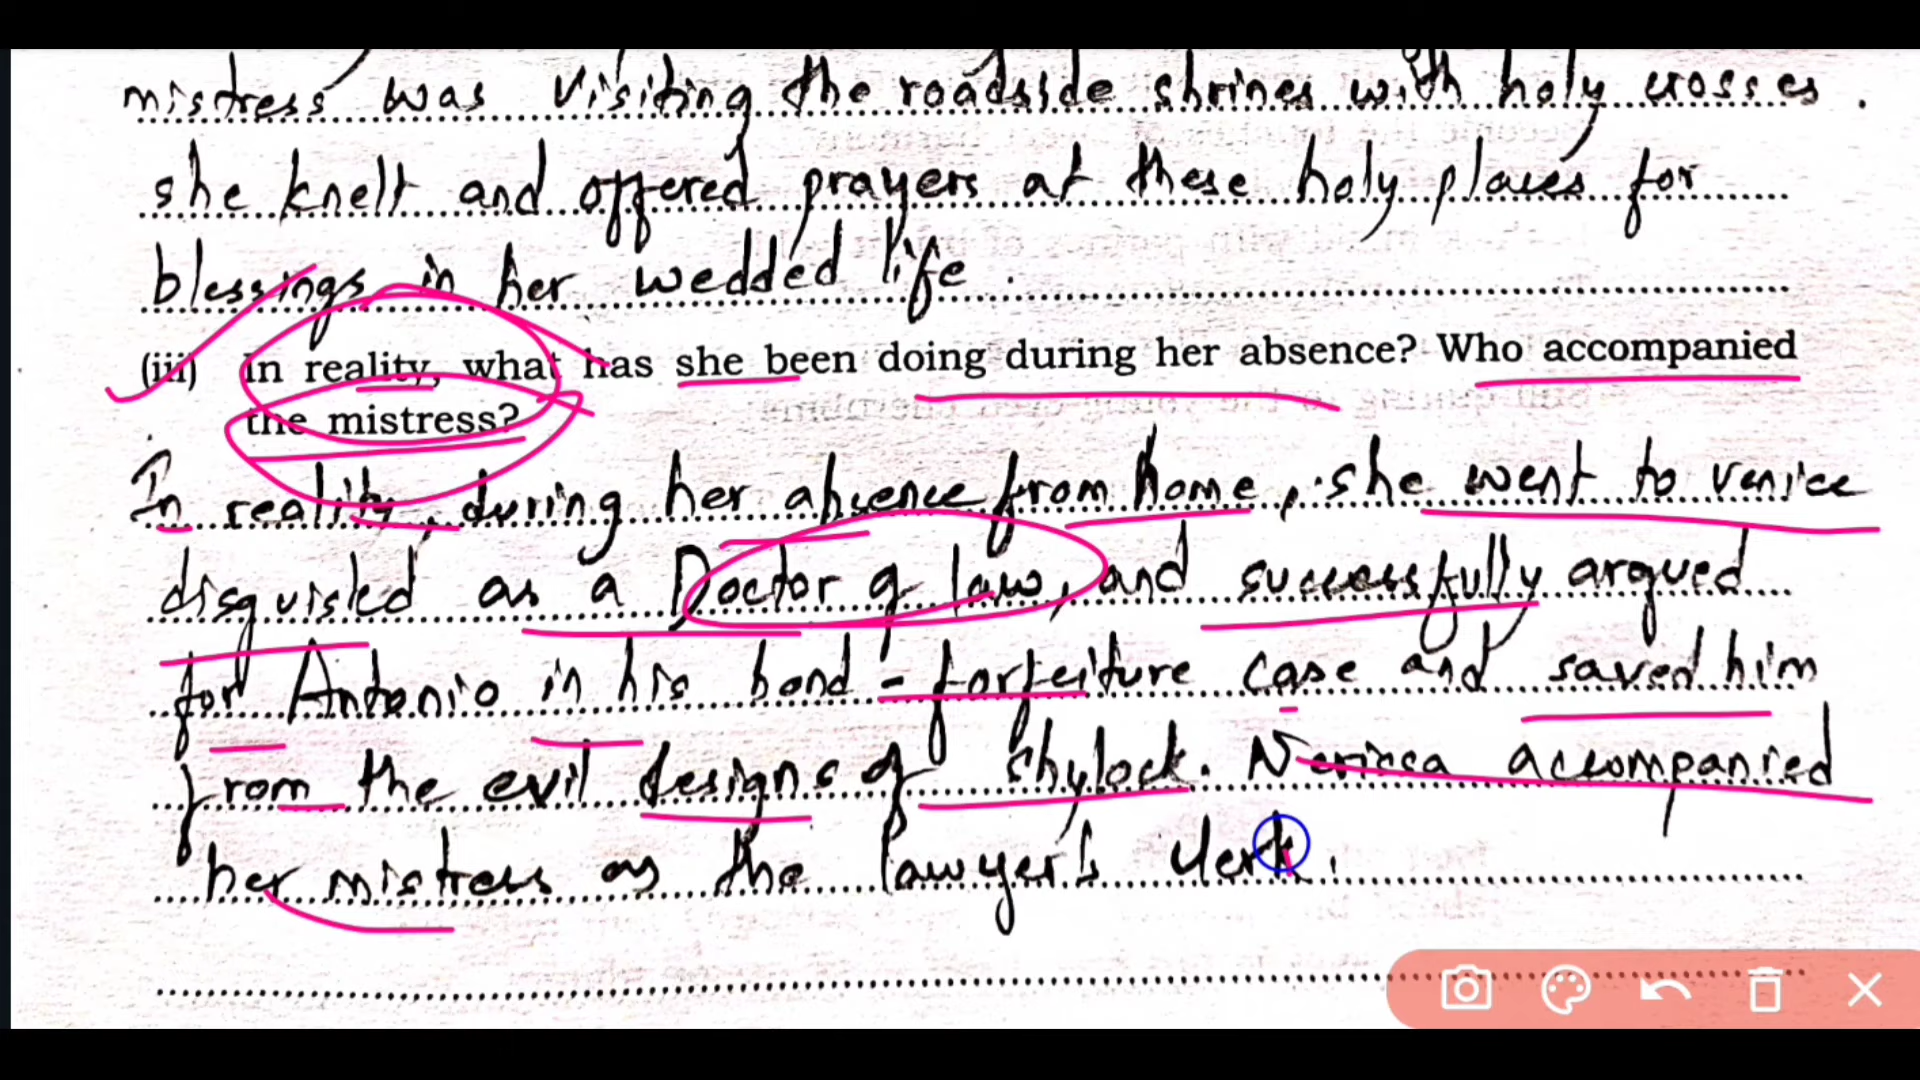 mistress was visiting the roadside shrines with holy crosses.
she knelt and offered prayers at these holy places for
blessings in her wedded life.
(iii) In reality, what has she been doing during her absence? Who accompanied
the mistress?
In reality, during her absence from home, she went to venice
disguised as a Doctor of law, and successfully argued
for Antonio in his bond-forfeiture case and saved him
from the evil designs of shylock. Nerissa accompanied
her mistress as the lawyer's clerk.